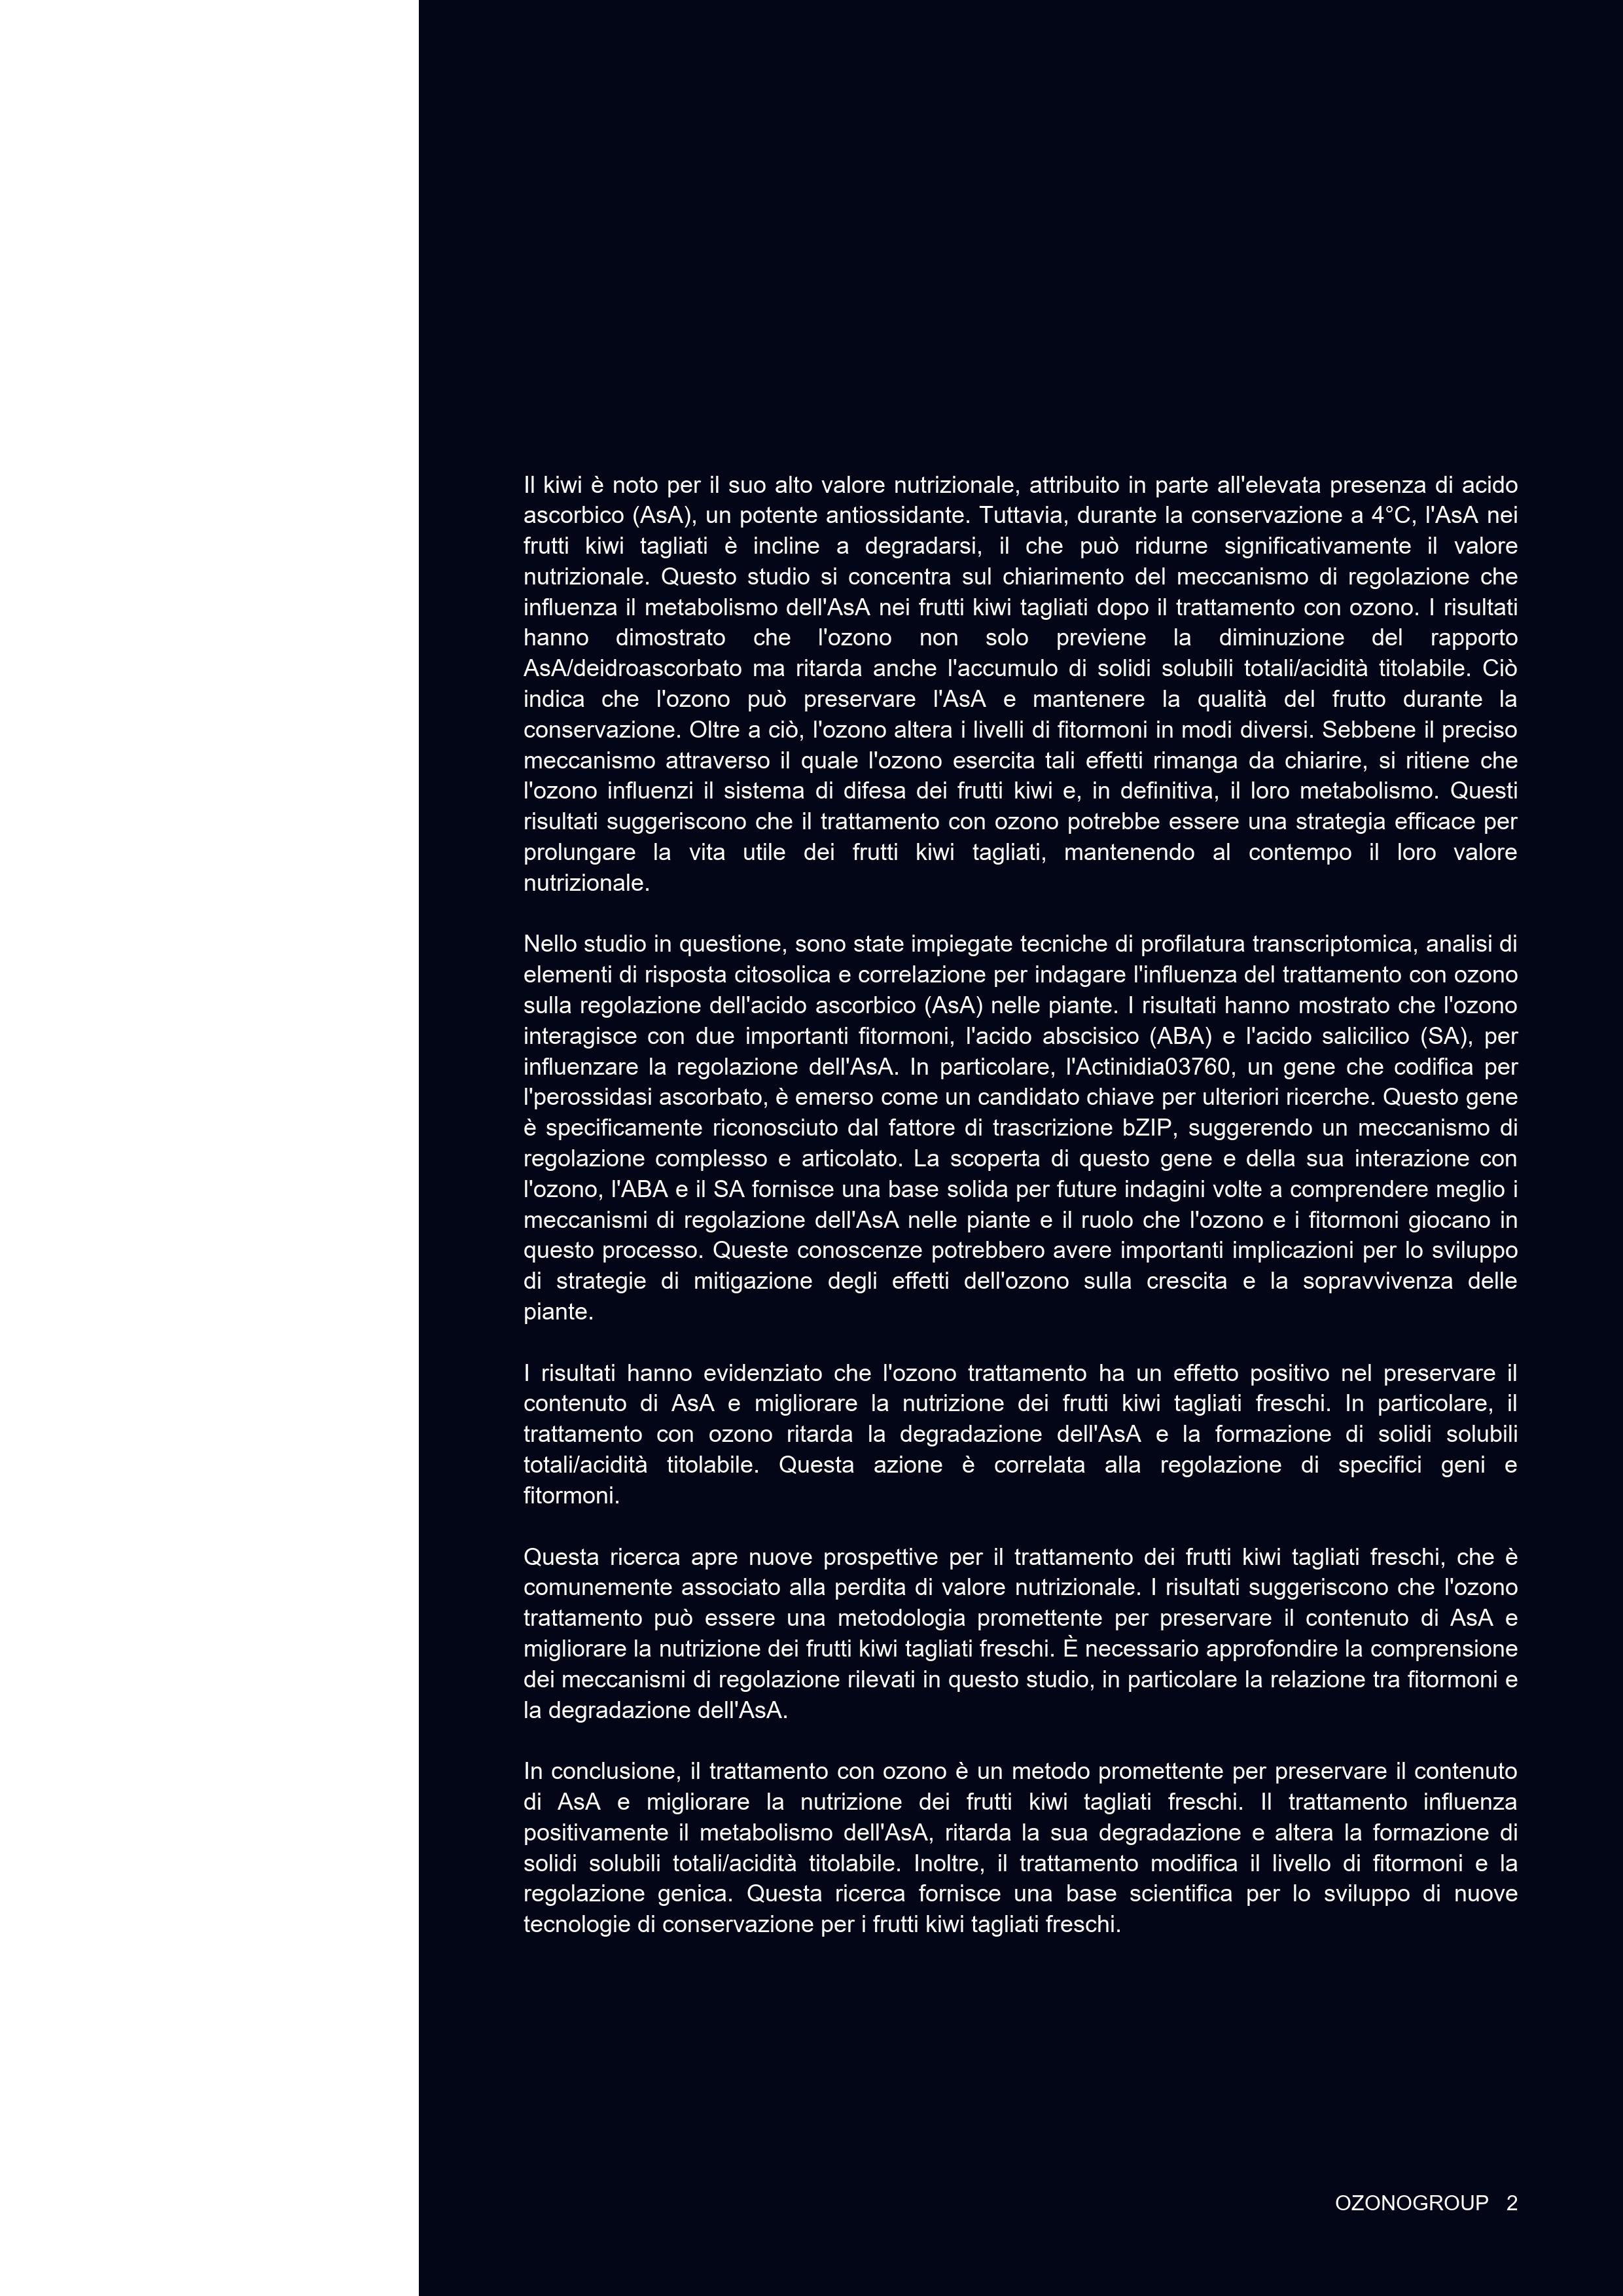 Il kiwi è noto per il suo alto valore nutrizionale, attribuito in parte all'elevata presenza di acido
ascorbico (AsA), un potente antiossidante. Tuttavia, durante la conservazione a 4°C, l'AsA nei
frutti kiwi tagliati è incline a degradarsi, il che può ridurne significativamente il valore
nutrizionale. Questo studio si concentra sul chiarimento del meccanismo di regolazione che
influenza il metabolismo dell'AsA nei frutti kiwi tagliati dopo il trattamento con ozono. I risultati
hanno dimostrato che l'ozono non solo previene la diminuzione del rapporto
AsA/deidroascorbato ma ritarda anche l'accumulo di solidi solubili totali/acidità titolabile. Ciò
indica che l'ozono può preservare l'AsA e mantenere la qualità del frutto durante la
conservazione. Oltre a ciò, l'ozono altera i livelli di fitormoni in modi diversi. Sebbene il preciso
meccanismo attraverso il quale l'ozono esercita tali effetti rimanga da chiarire, si ritiene che
l'ozono influenzi il sistema di difesa dei frutti kiwi e, in definitiva, il loro metabolismo. Questi
risultati suggeriscono che il trattamento con ozono potrebbe essere una strategia efficace per
prolungare la vita utile dei frutti kiwi tagliati, mantenendo al contempo il loro valore
nutrizionale.
Nello studio in questione, sono state impiegate tecniche di profilatura transcriptomica, analisi di
elementi di risposta citosolica e correlazione per indagare l'influenza del trattamento con ozono
sulla regolazione dell'acido ascorbico (AsA) nelle piante. I risultati hanno mostrato che l'ozono
interagisce con due importanti fitormoni, l'acido abscisico (ABA) e l'acido salicilico (SA), per
influenzare la regolazione dell'AsA. In particolare, l'Actinidia03760, un gene che codifica per
l'perossidasi ascorbato, è emerso come un candidato chiave per ulteriori ricerche. Questo gene
è specificamente riconosciuto dal fattore di trascrizione bZIP, suggerendo un meccanismo di
regolazione complesso e articolato. La scoperta di questo gene e della sua interazione con
l'ozono, l'ABA e il SA fornisce una base solida per future indagini volte a comprendere meglio i
meccanismi di regolazione dell'AsA nelle piante e il ruolo che l'ozono e i fitormoni giocano in
questo processo. Queste conoscenze potrebbero avere importanti implicazioni per lo sviluppo
di strategie di mitigazione degli effetti dell'ozono sulla crescita e la sopravvivenza delle
piante.
I risultati hanno evidenziato che l'ozono trattamento ha un effetto positivo nel preservare il
contenuto di AsA e migliorare la nutrizione dei frutti kiwi tagliati freschi. In particolare, il
trattamento con ozono ritarda la degradazione dell'AsA e la formazione di solidi solubili
totali/acidità titolabile. Questa azione è correlata alla regolazione di specifici geni e
fitormoni.
Questa ricerca apre nuove prospettive per il trattamento dei frutti kiwi tagliati freschi, che è
comunemente associato alla perdita di valore nutrizionale. I risultati suggeriscono che l'ozono
trattamento può essere una metodologia promettente per preservare il contenuto di AsA e
migliorare la nutrizione dei frutti kiwi tagliati freschi. È necessario approfondire la comprensione
dei meccanismi di regolazione rilevati in questo studio, in particolare la relazione tra fitormoni e
la degradazione dell'AsA.
In conclusione, il trattamento con ozono è un metodo promettente per preservare il contenuto
di AsA e migliorare la nutrizione dei frutti kiwi tagliati freschi. Il trattamento influenza
positivamente il metabolismo dell'AsA, ritarda la sua degradazione e altera la formazione di
solidi solubili totali/acidità titolabile. Inoltre, il trattamento modifica il livello di fitormoni e la
regolazione genica. Questa ricerca fornisce una base scientifica per lo sviluppo di nuove
tecnologie di conservazione per i frutti kiwi tagliati freschi.
OZONOGROUP 2